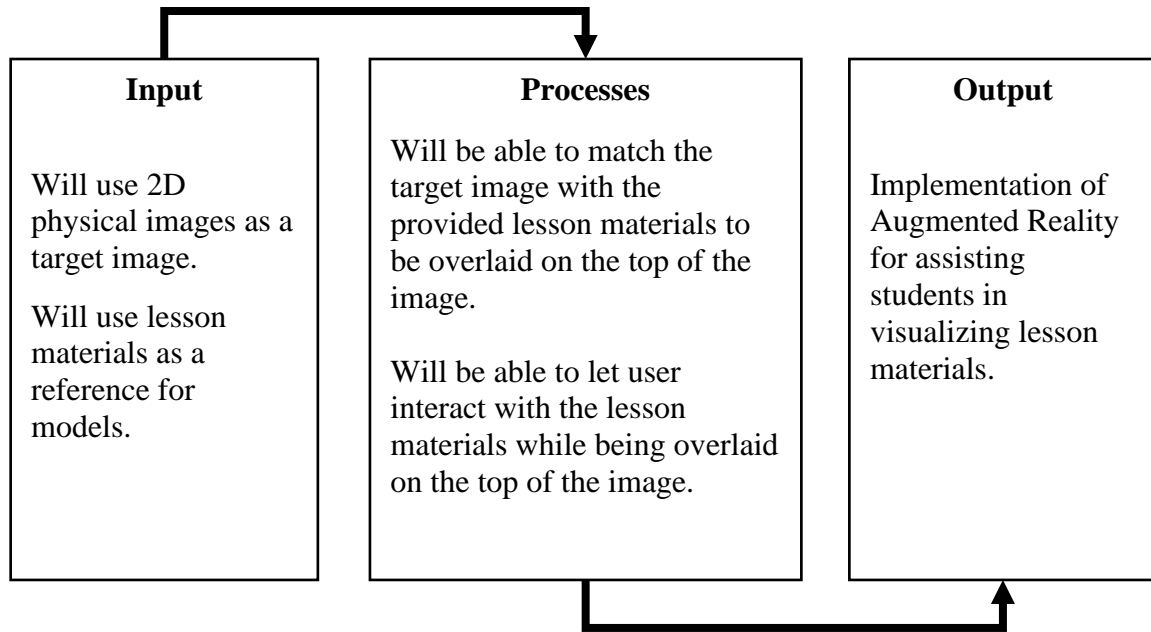 Input
Will use 2D
physical images as a
target image.
Will use lesson
materials as a
reference for
models.
Processes
Will be able to match the
target image with the
provided lesson materials to
be overlaid on the top of the
image.
Will be able to let user
interact with the lesson
materials while being overlaid
on the top of the image.
Output
Implementation of
Augmented Reality
for assisting
students in
visualizing lesson
materials.